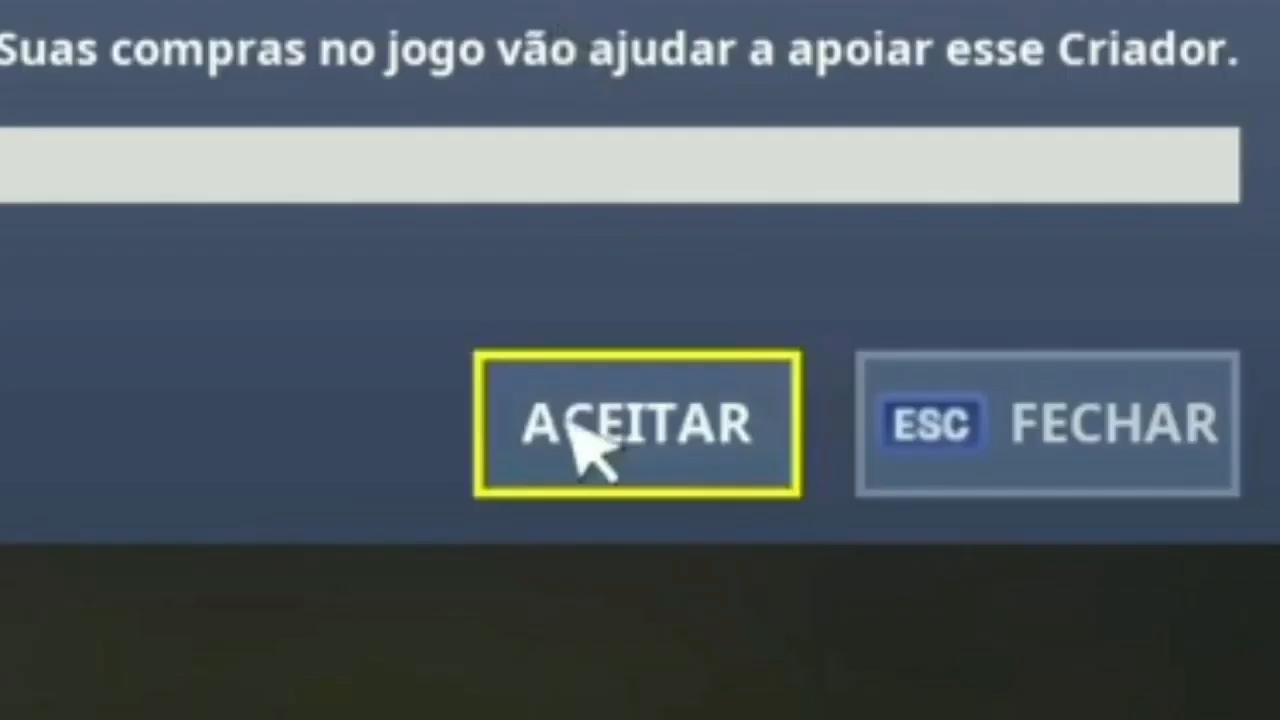 Suas compras no jogo vão ajudar a apoiar esse Criador.
ACEITAR
ESC FECHAR